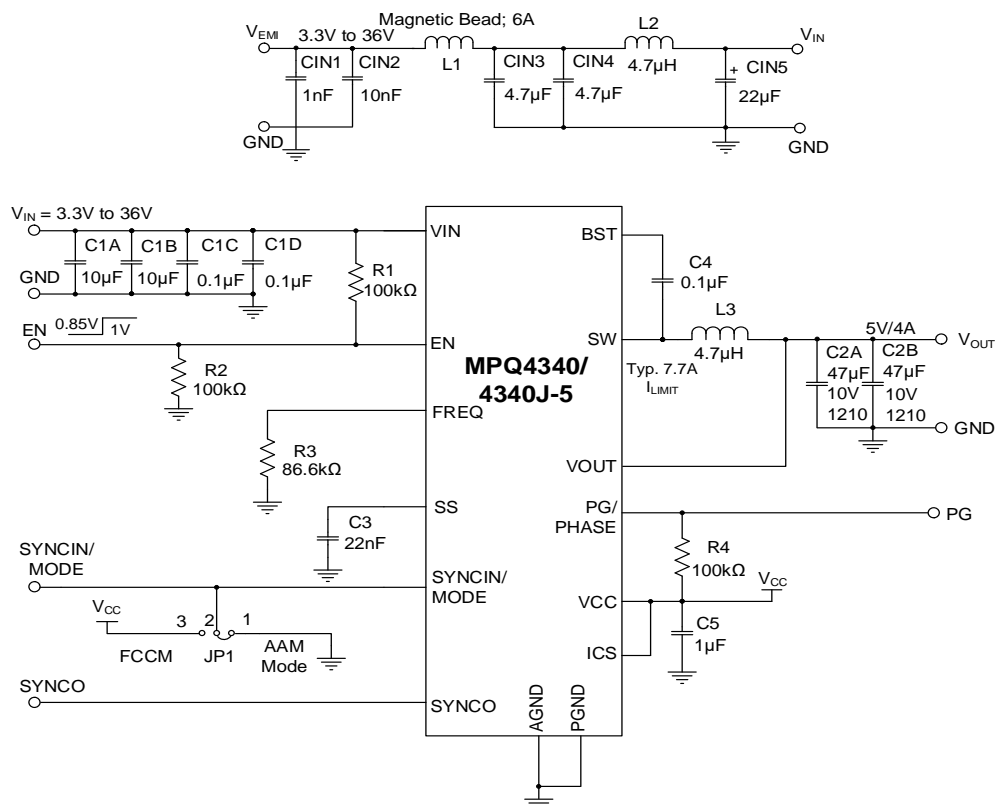 Magnetic Bead; 6A
L2
VEMI
3.3V to 36V
VIN
CIN1
CIN2
L1
CIN3
CIN4
4.7µH
+ CIN5
1nF
10nF
4.7µF
4.7µF
22µF
GND
GND
VIN = 3.3V to 36V
VIN
BST
C1A
C1B
C1C
C1D
C4
10µF
10µF
0.1µF
0.1µF
R1
100kΩ
0.1µF
GND
L3
EN
0.85V
1V
EN
SW
4.7µH
5V/4A
VOUT
R2
100kΩ
MPQ4340/
4340J-5
Typ. 7.7A
ILIMIT
C2A
47µF
10V
1210
C2B
47µF
10V
1210
GND
FREQ
R3
86.6kΩ
VOUT
SS
C3
22nF
PG/
PHASE
PG
R4
100kΩ
SYNCIN/
MODE
SYNCIN/
MODE
VCC
VCC
VCC
3
2
1
C5
1µF
FCCM
JP1
AAM
Mode
ICS
SYNCO
SYNCO
AGND
PGND